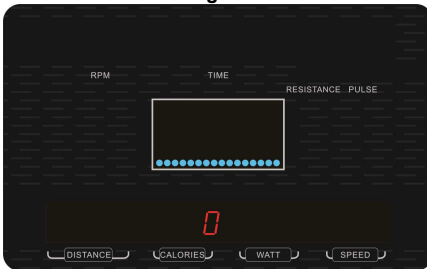 RPM
TIME
RESISTANCE PULSE
0
DISTANCE CALORIES WATT SPEED